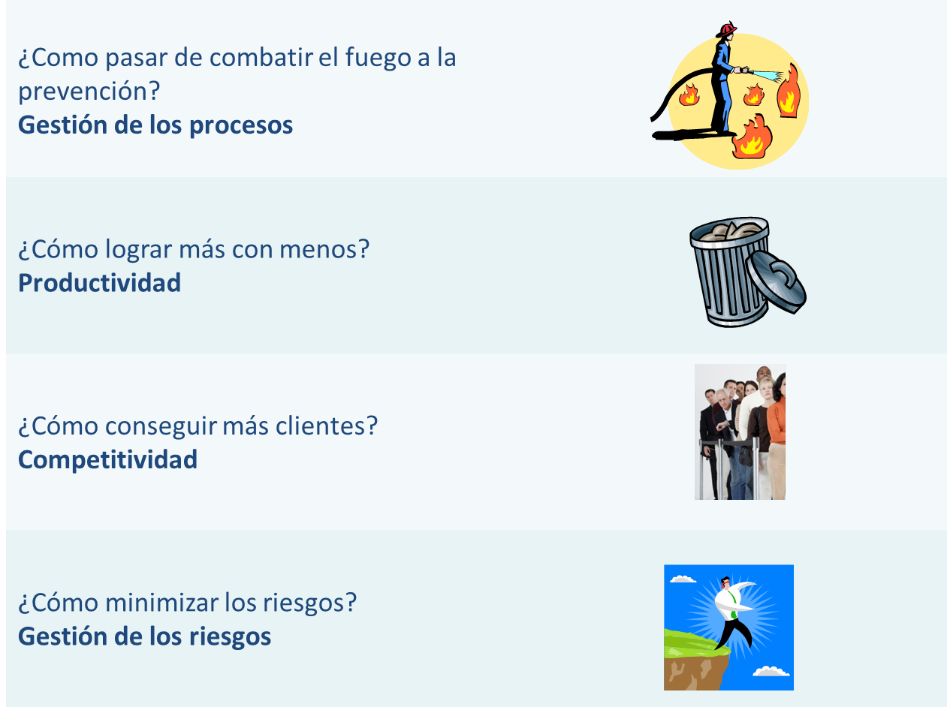 ¿Como pasar de combatir el fuego a la
prevención?
Gestión de los procesos
¿Cómo lograr más con menos?
Productividad
¿Cómo conseguir más clientes?
Competitividad
¿Cómo minimizar los riesgos?
Gestión de los riesgos